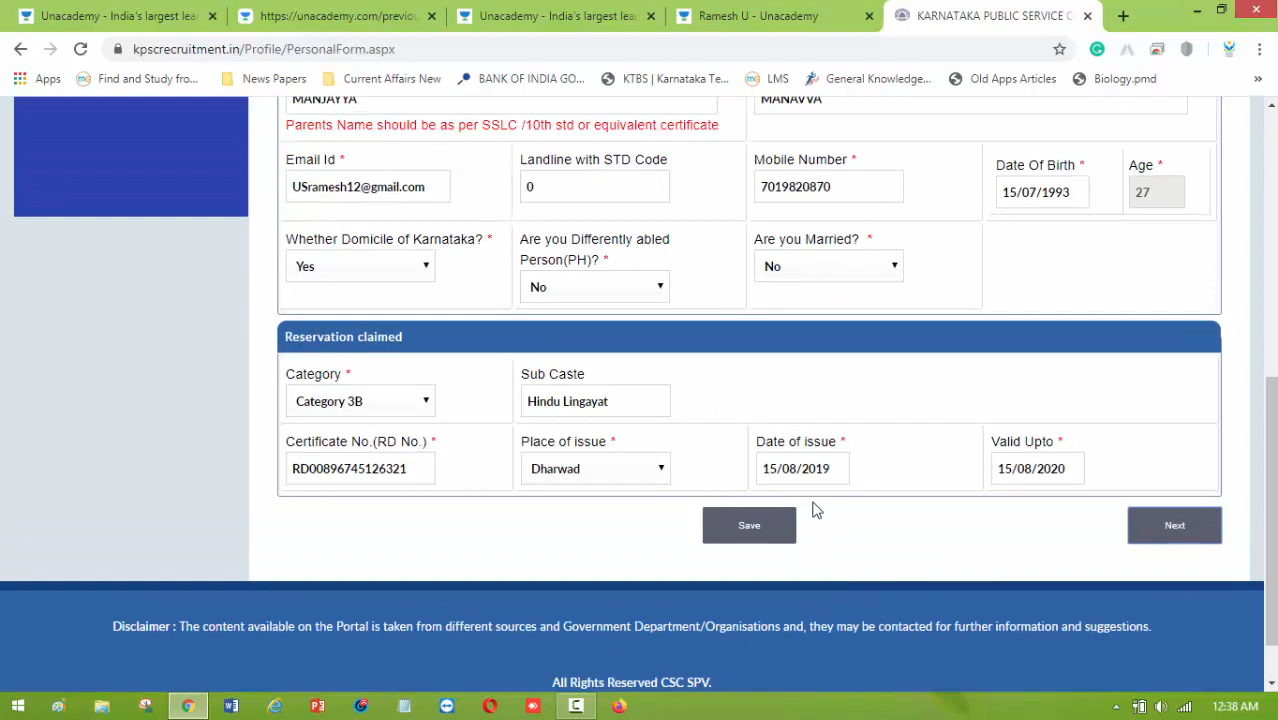 Unacademy - India's largest lea
https://unacademy.com/previou
Unacademy - India's largest lea
Ramesh U - Unacademy
KARNATAKA PUBLIC SERVICE C
kpscrecruitment.in/Profile/PersonalForm.aspx
Apps Find and Study fro... News Papers Current Affairs New BANK OF INDIA GO... KTBS | Karnataka Te... LMS General Knowledge... Old Apps Articles Biology.pmd »
MANJAYYA MANAVVA
Parents Name should be as per SSLC /10th std or equivalent certificate
Email Id * Landline with STD Code Mobile Number * Date Of Birth * Age *
USramesh12@gmail.com 0 7019820870 15/07/1993 27
Whether Domicile of Karnataka? * Are you Differently abled Person(PH)? * Are you Married? *
Yes No No
Reservation claimed
Category * Sub Caste
Category 3B Hindu Lingayat
Certificate No.(RD No.) * Place of issue * Date of issue * Valid Upto *
RD00896745126321 Dharwad 15/08/2019 15/08/2020
Save Next
Disclaimer : The content available on the Portal is taken from different sources and Government Department/Organisations and, they may be contacted for further information and suggestions.
All Rights Reserved CSC SPV.
12:38 AM